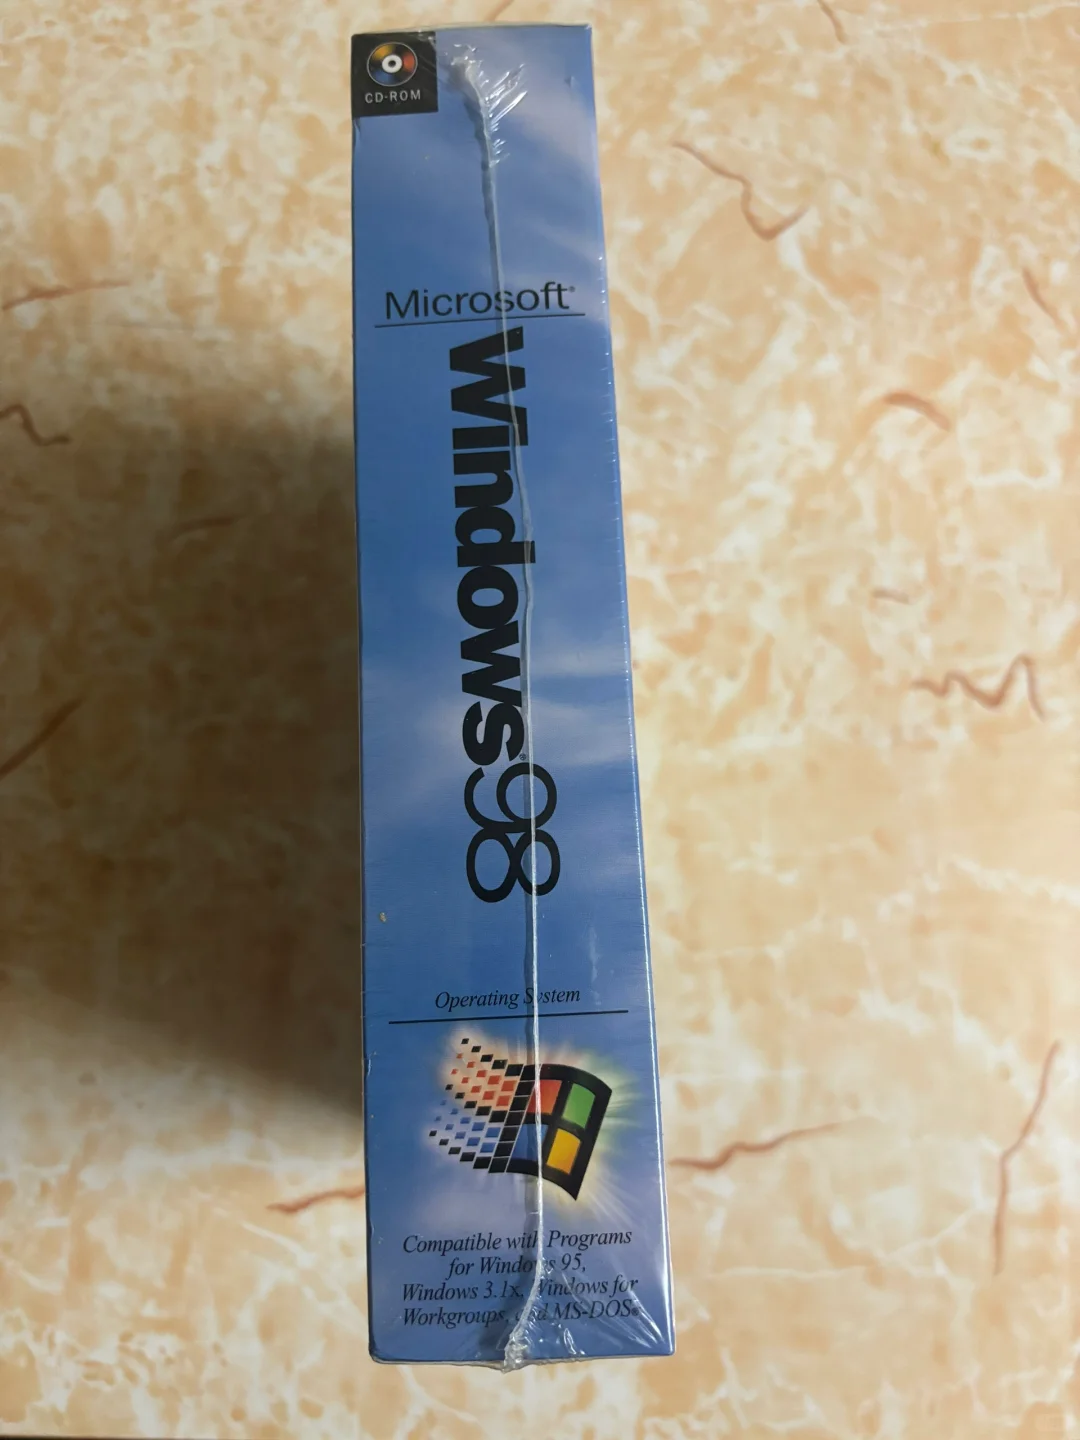 CD-ROM
Microsoft®
Windows®98
Operating System
Compatible with Programs
for Windows 95,
Windows 3.1x, Windows for
Workgroups, and MS-DOS®